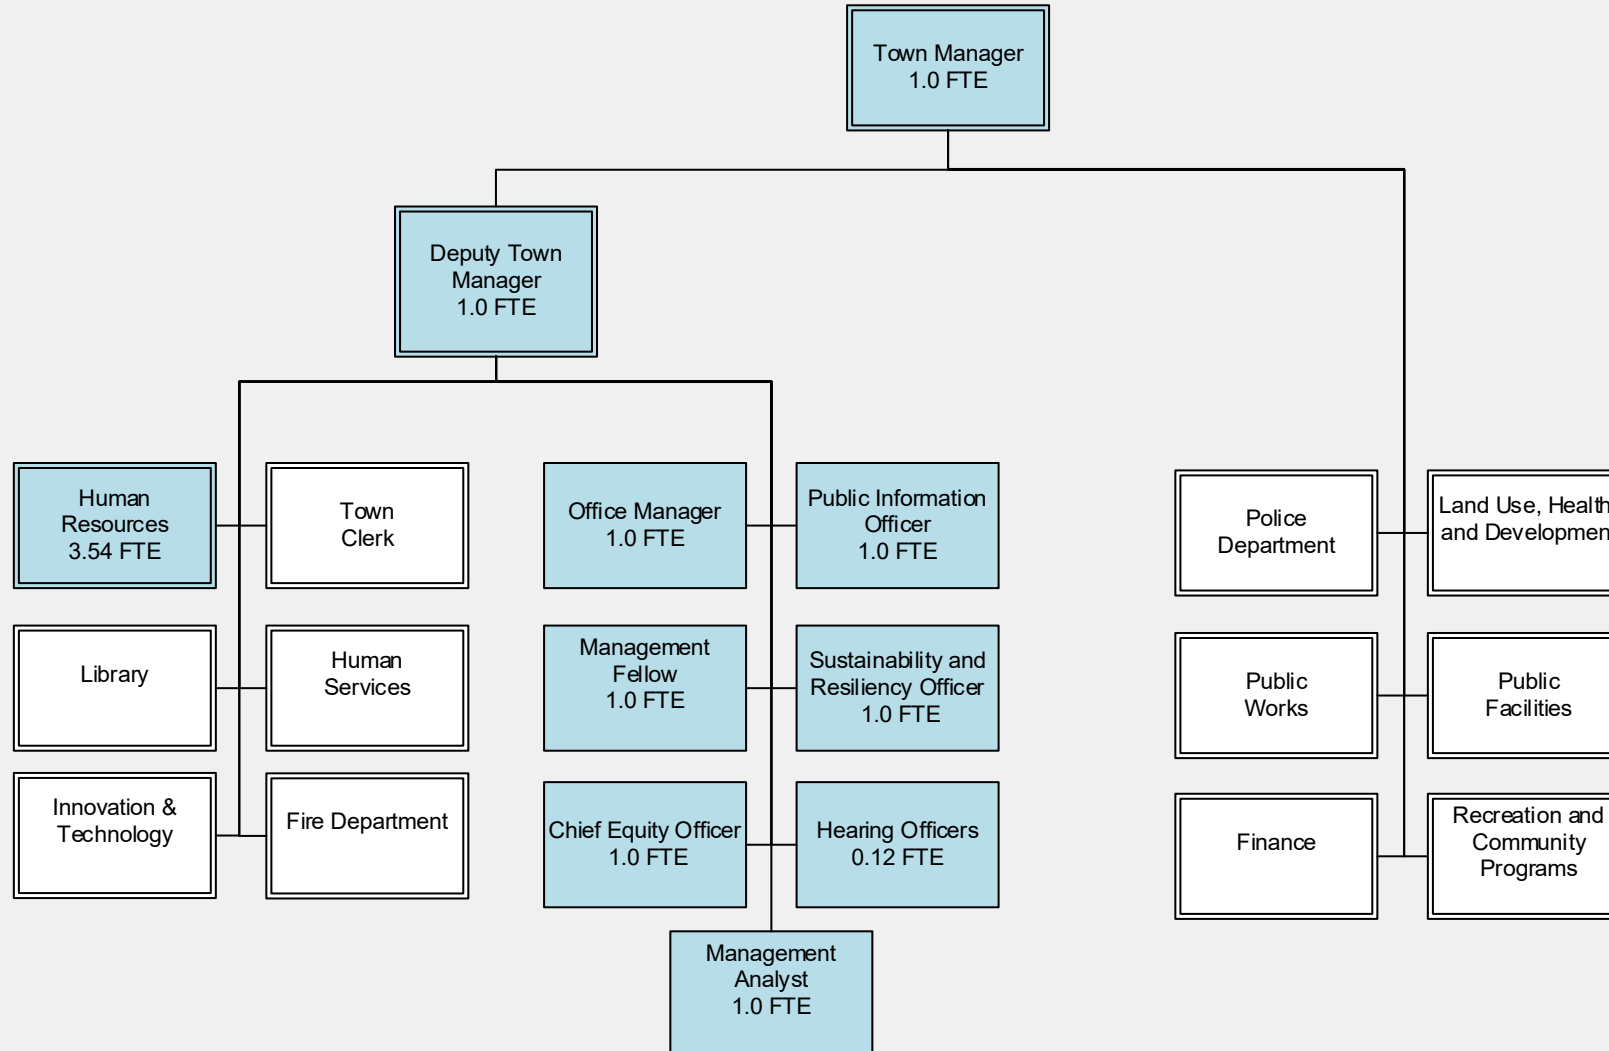 Town Manager
1.0 FTE
Deputy Town
Manager
1.0 FTE
Human
Resources
3.54 FTE
Town
Clerk
Library
Human
Services
Innovation &
Technology
Fire Department
Office Manager
1.0 FTE
Public Information
Officer
1.0 FTE
Management
Fellow
1.0 FTE
Sustainability and
Resiliency Officer
1.0 FTE
Chief Equity Officer
1.0 FTE
Hearing Officers
0.12 FTE
Management
Analyst
1.0 FTE
Police
Department
Land Use, Health
and Developmen
Public
Works
Public
Facilities
Finance
Recreation and
Community
Programs